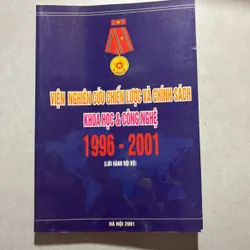 VIỆN NGHIÊN CỨU CHIẾN LƯỢC VÀ CHÍNH SÁCH
KHOA HỌC & CÔNG NGHỆ
1996 - 2001
(LƯU HÀNH NỘI BỘ)
HÀ NỘI 2001